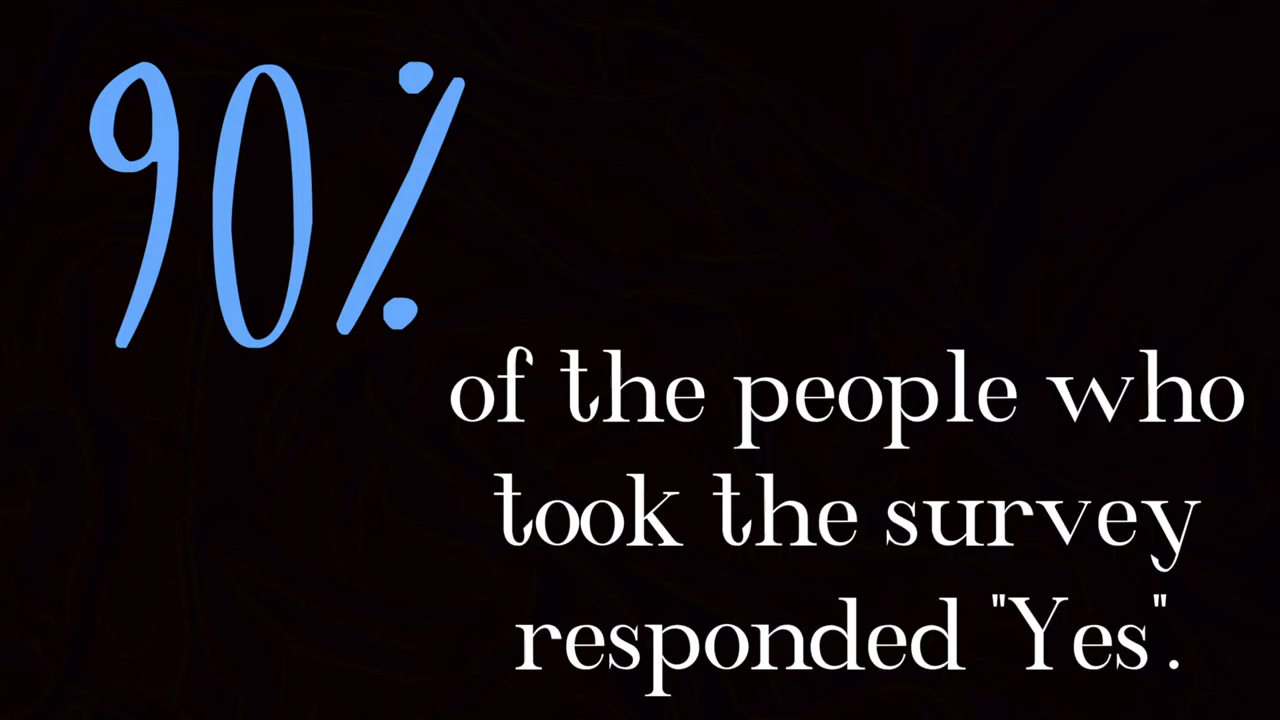 90%
of the people who
took the survey
responded "Yes".